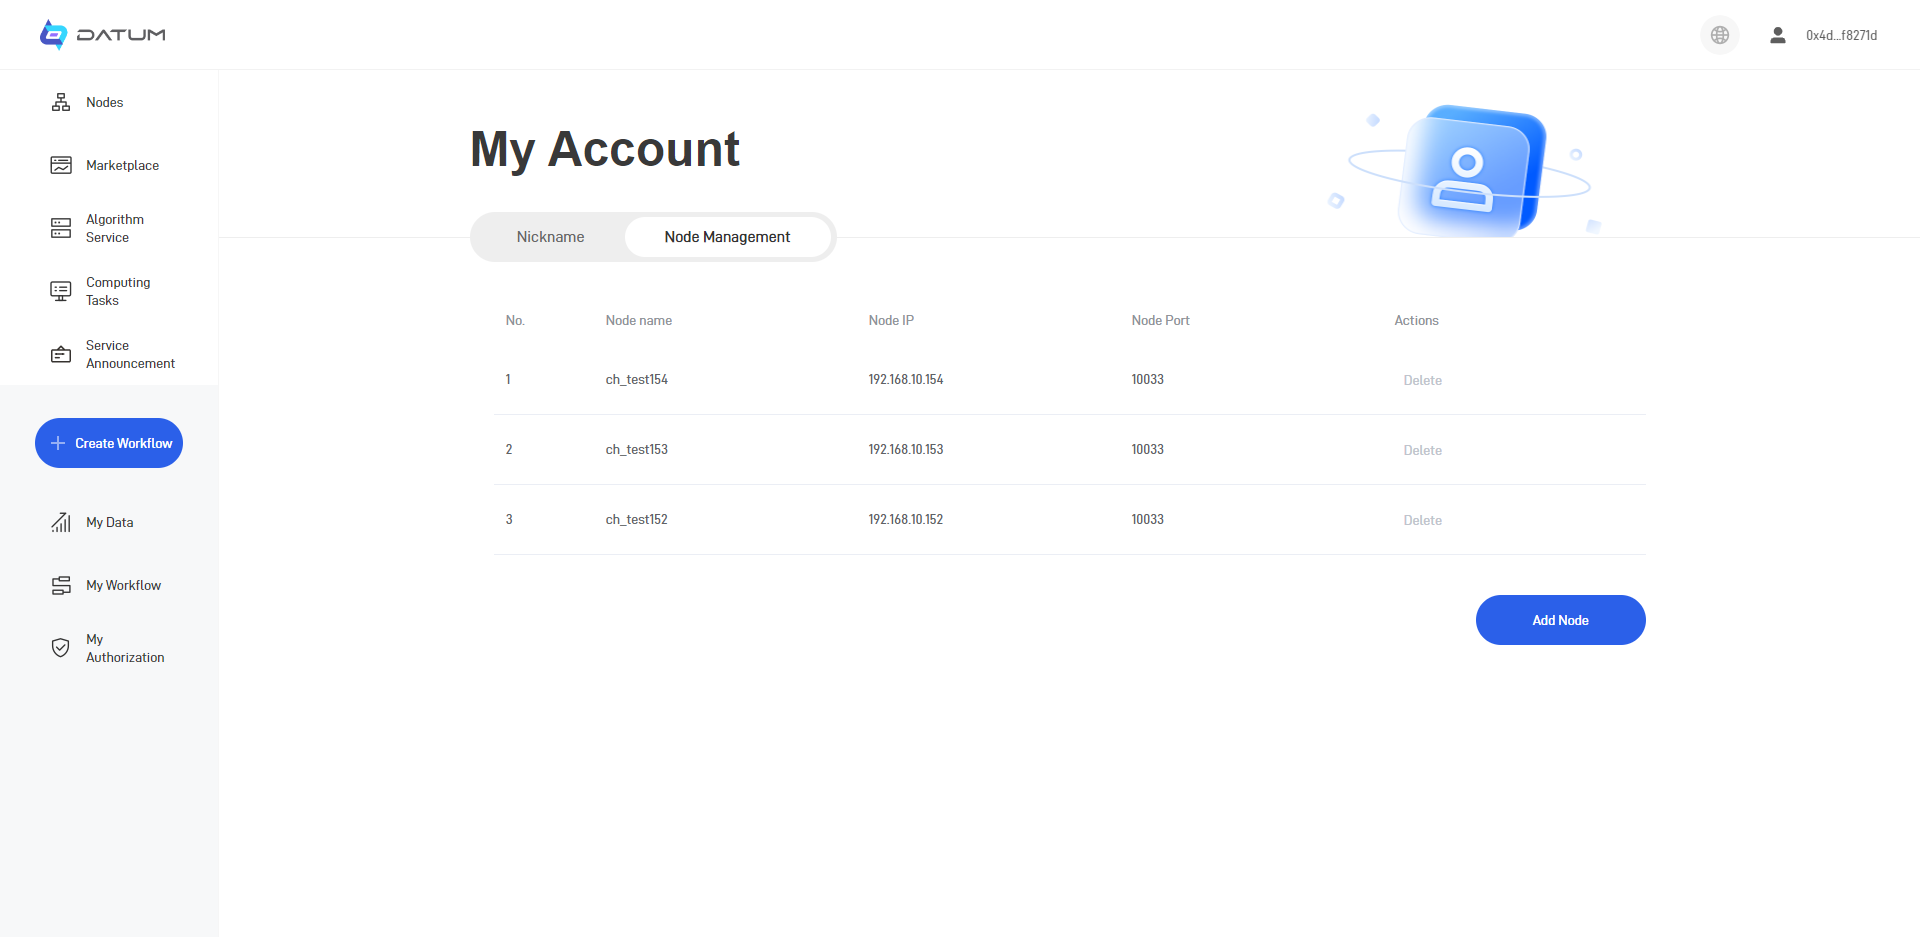 DATUM
0x4d...f8271d
Nodes
Marketplace
Algorithm
Service
Computing
Tasks
Service
Announcement
Create Workflow
My Data
My Workflow
My
Authorization
My Account
Nickname
Node Management
No. Node name Node IP Node Port Actions
1 ch_test154 192.168.10.154 10033 Delete
2 ch_test153 192.168.10.153 10033 Delete
3 ch_test152 192.168.10.152 10033 Delete
Add Node